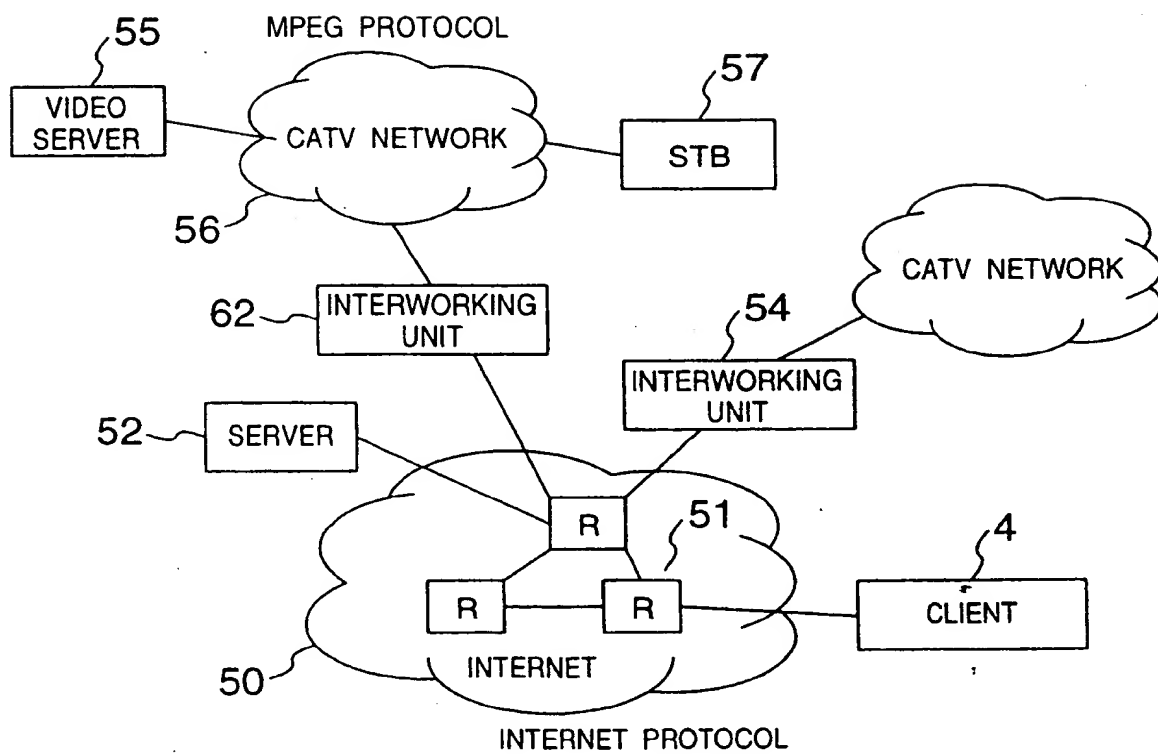 MPEG PROTOCOL
55
57
VIDEO
SERVER
CATV NETWORK
STB
56
CATV NETWORK
62
INTERWORKING
UNIT
54
INTERWORKING
UNIT
52
SERVER
R
51
4
R
R
CLIENT
INTERNET
50
INTERNET PROTOCOL